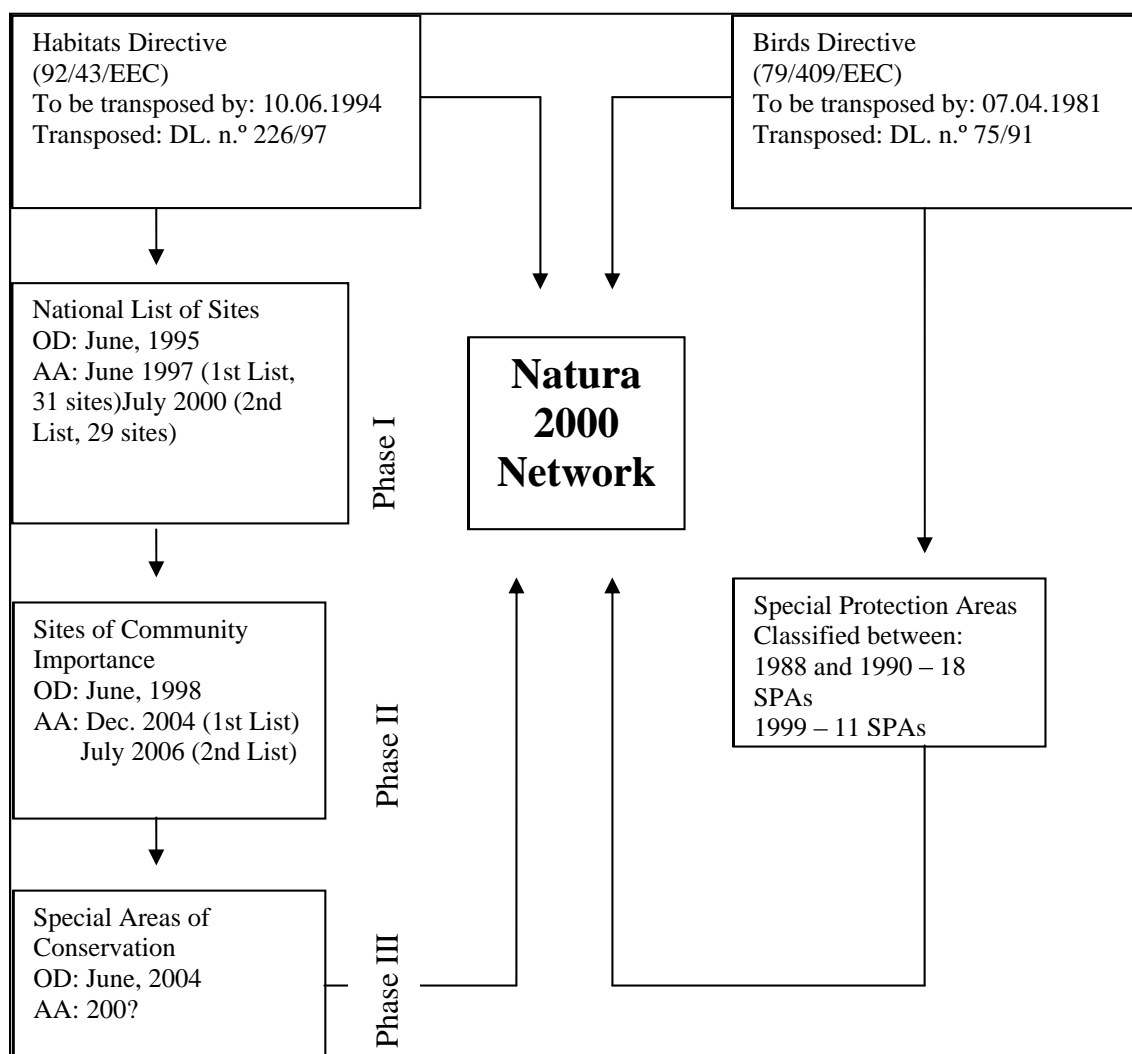 Habitats Directive
(92/43/EEC)
To be transposed by: 10.06.1994
Transposed: DL. n.º 226/97
Birds Directive
(79/409/EEC)
To be transposed by: 07.04.1981
Transposed: DL. n.º 75/91
National List of Sites
OD: June, 1995
AA: June 1997 (1st List,
31 sites)July 2000 (2nd
List, 29 sites)
Phase I
Natura
2000
Network
Sites of Community
Importance
OD: June, 1998
AA: Dec. 2004 (1st List)
July 2006 (2nd List)
Phase II
Special Protection Areas
Classified between:
1988 and 1990 – 18
SPAs
1999 – 11 SPAs
Special Areas of
Conservation
OD: June, 2004
AA: 200?
Phase III